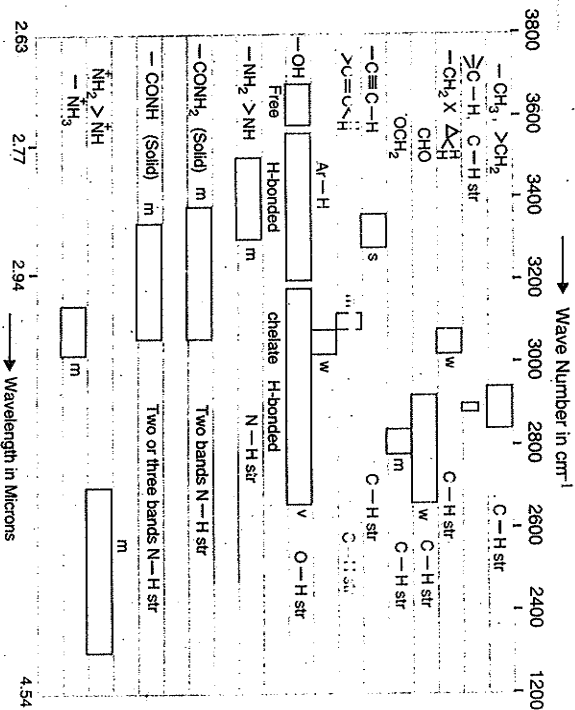 Wave Number in cm⁻¹
3800 3600 3400 3200 3000 2800 2600 2400 1200
— CH₃, >CH₂ C — H str
C — H, C — H str
— CH₂ X Δ<H w C — H str
CHO w C — H str
OCH₂ m C — H str
— C≡C — H s C — H str
>C=C<H
Ar — H w
— OH Free H-bonded chelate H-bonded v O — H str
— NH₂ > NH m N — H str
— CONH₂ (Solid) m Two bands N — H str
— CONH (Solid) m Two or three bands N — H str
NH₂ > NH m
— NH₃ m
2.63 2.77 2.94 4.54
Wavelength in Microns